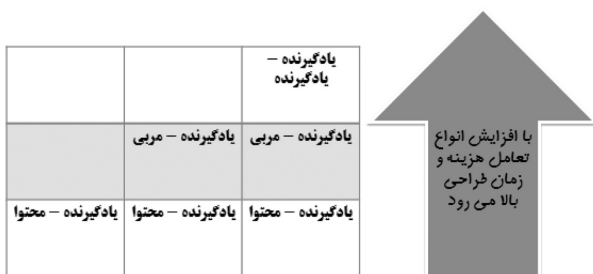 یادگیرنده –
یادگیرنده
یادگیرنده – مربی یادگیرنده – مربی
یادگیرنده – محتوا یادگیرنده – محتوا یادگیرنده – محتوا
با افزایش انواع
تعامل هزینه و
زمان طراحی
بالا می رود